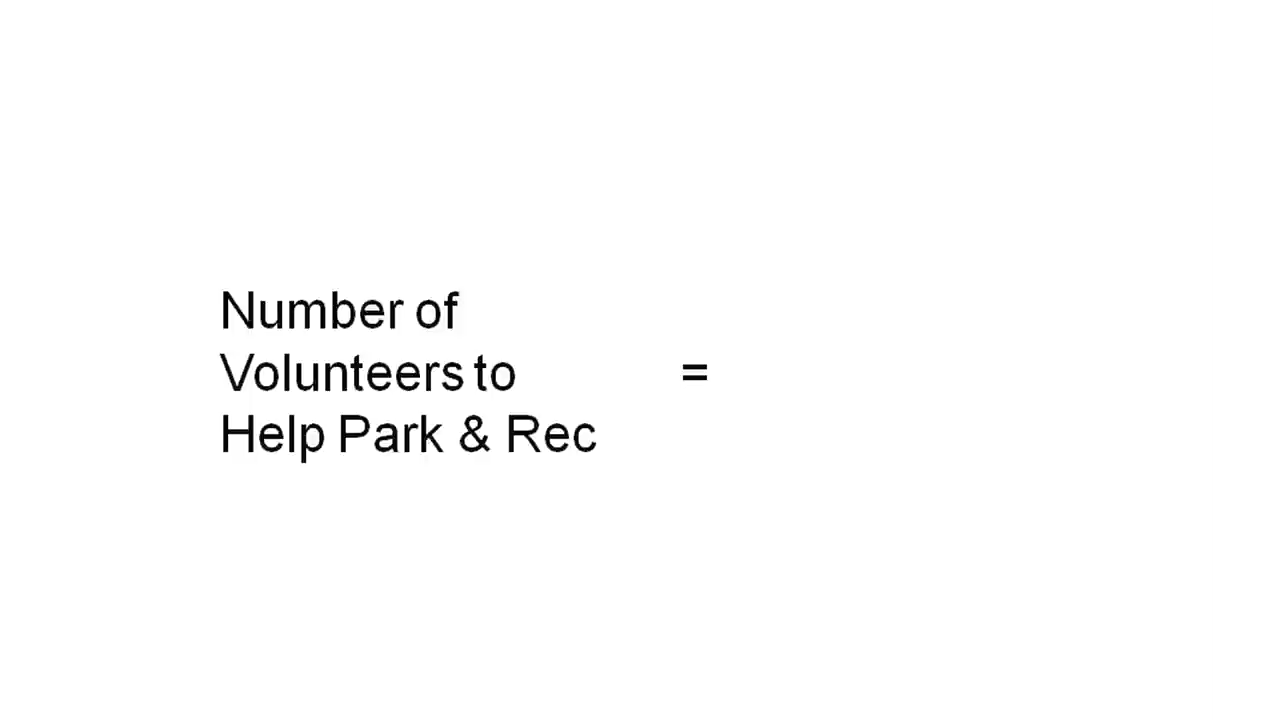 Number of
Volunteers to =
Help Park & Rec